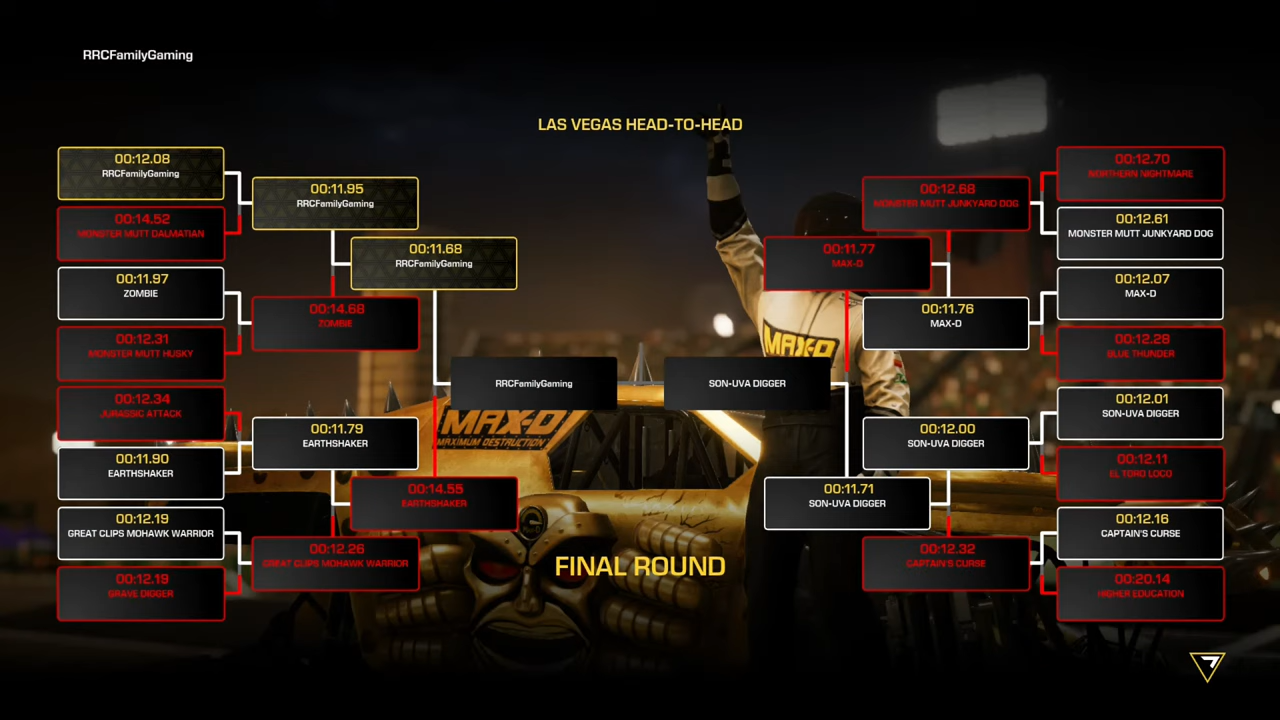 RRCFamilyGaming
LAS VEGAS HEAD-TO-HEAD
00:12.08
RRCFamilyGaming
00:14.52
MONSTER MUTT DALMATIAN
00:11.97
ZOMBIE
00:12.31
MONSTER MUTT HUSKY
00:12.34
JURASSIC ATTACK
00:11.90
EARTHSHAKER
00:12.19
GREAT CLIPS MOHAWK WARRIOR
00:12.19
GRAVE DIGGER
00:11.95
RRCFamilyGaming
00:14.68
ZOMBIE
00:11.79
EARTHSHAKER
00:12.26
GREAT CLIPS MOHAWK WARRIOR
00:11.68
RRCFamilyGaming
00:14.55
EARTHSHAKER
RRCFamilyGaming
SON-UVA DIGGER
00:11.77
MAX-D
00:11.71
SON-UVA DIGGER
00:12.68
MONSTER MUTT JUNKYARD DOG
00:11.76
MAX-D
00:12.00
SON-UVA DIGGER
00:12.32
CAPTAIN'S CURSE
00:12.70
NORTHERN NIGHTMARE
00:12.61
MONSTER MUTT JUNKYARD DOG
00:12.07
MAX-D
00:12.28
BLUE THUNDER
00:12.01
SON-UVA DIGGER
00:12.11
EL TORO LOCO
00:12.16
CAPTAIN'S CURSE
00:20.14
HIGHER EDUCATION
MAX-D
MAX-D
MAXIMUM DESTRUCTION
FINAL ROUND